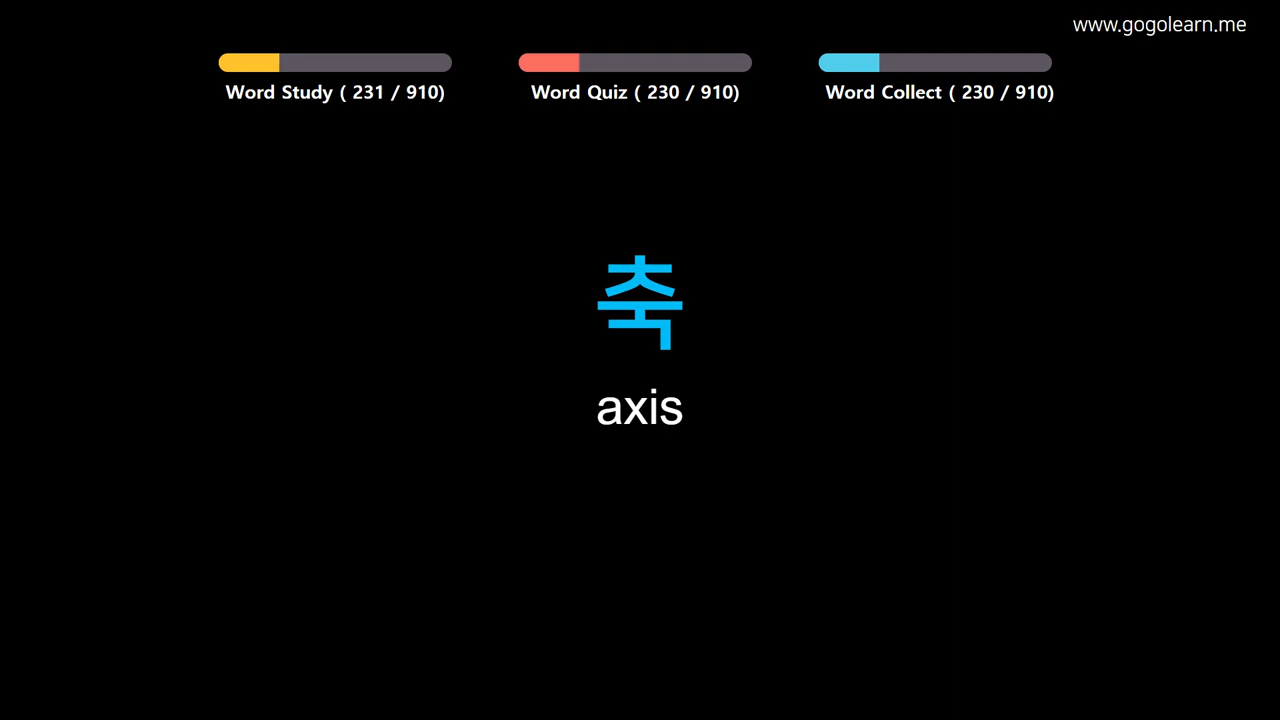 www.gogolearn.me
Word Study ( 231 / 910)
Word Quiz ( 230 / 910)
Word Collect ( 230 / 910)
축
axis